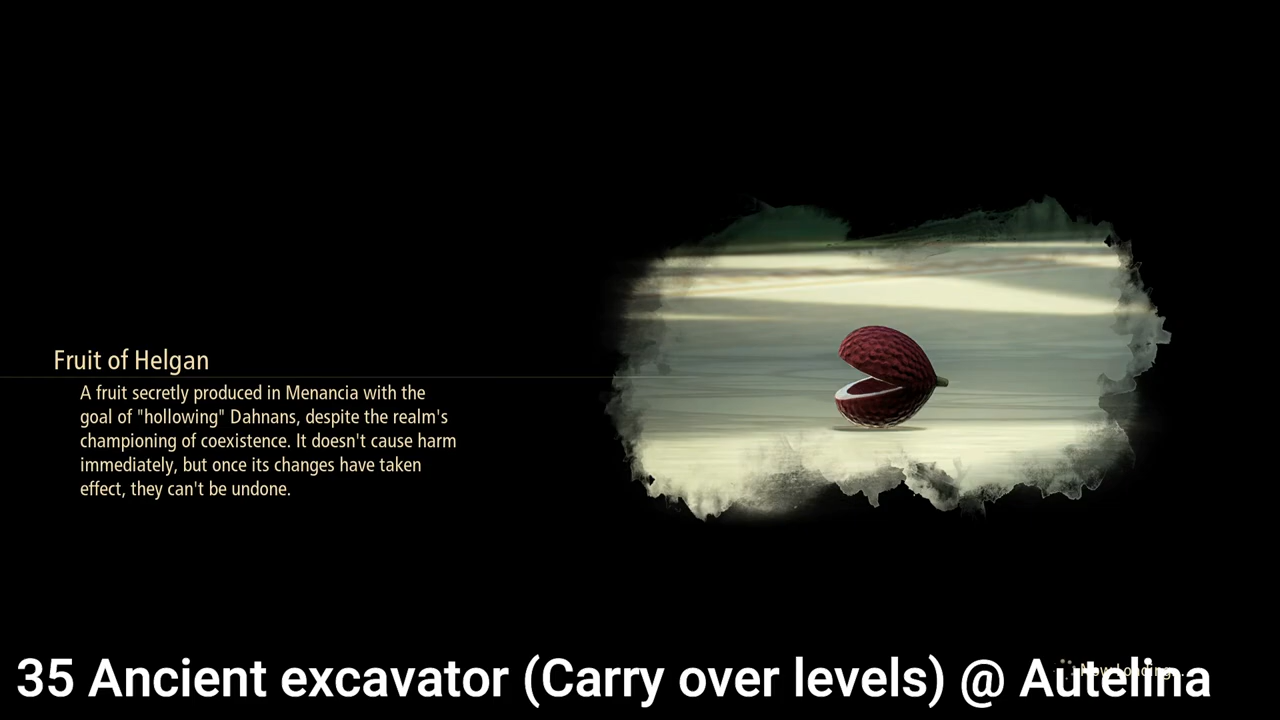 Fruit of Helgan
A fruit secretly produced in Menancia with the
goal of "hollowing" Dahnans, despite the realm's
championing of coexistence. It doesn't cause harm
immediately, but once its changes have taken
effect, they can't be undone.
Now Loading...
35 Ancient excavator (Carry over levels) @ Autelina